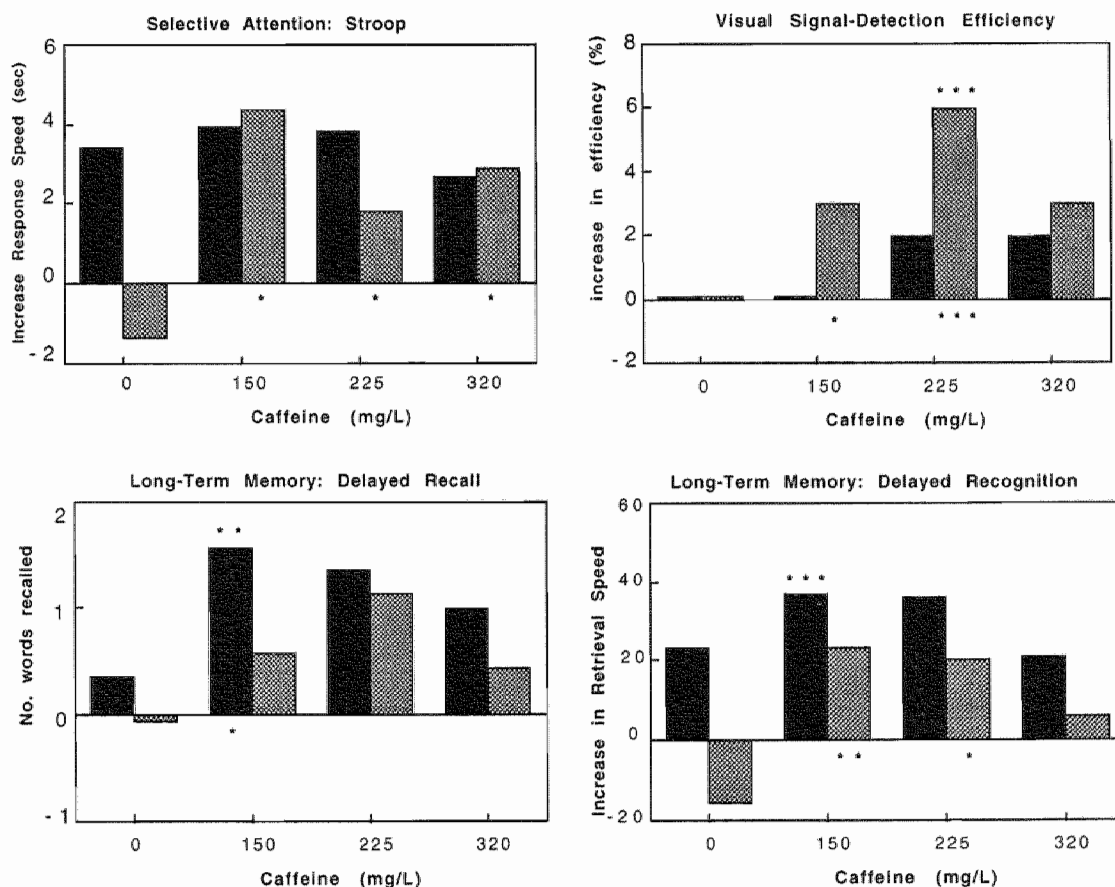 Selective Attention: Stroop
Increase Response Speed (sec)
6
4
2
0
- 2
* * *
0 150 225 320
Caffeine (mg/L)
Visual Signal-Detection Efficiency
increase in efficiency (%)
8
6
4
2
0
- 2
* * *
* * * *
0 150 225 320
Caffeine (mg/L)
Long-Term Memory: Delayed Recall
No. words recalled
2
1
0
- 1
* *
*
0 150 225 320
Caffeine (mg/L)
Long-Term Memory: Delayed Recognition
Increase in Retrieval Speed
60
40
20
0
- 20
* * *
* * *
0 150 225 320
Caffeine (mg/L)